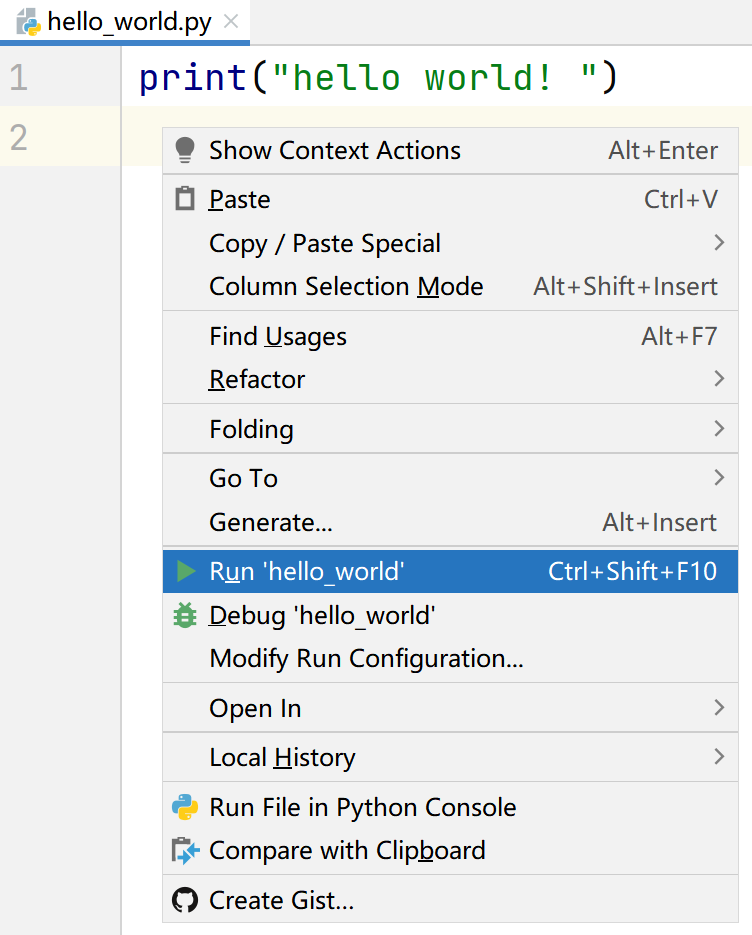 hello_world.py
1 print("hello world! ")
2
Show Context Actions Alt+Enter
Paste Ctrl+V
Copy / Paste Special
Column Selection Mode Alt+Shift+Insert
Find Usages Alt+F7
Refactor
Folding
Go To
Generate... Alt+Insert
Run 'hello_world' Ctrl+Shift+F10
Debug 'hello_world'
Modify Run Configuration...
Open In
Local History
Run File in Python Console
Compare with Clipboard
Create Gist...